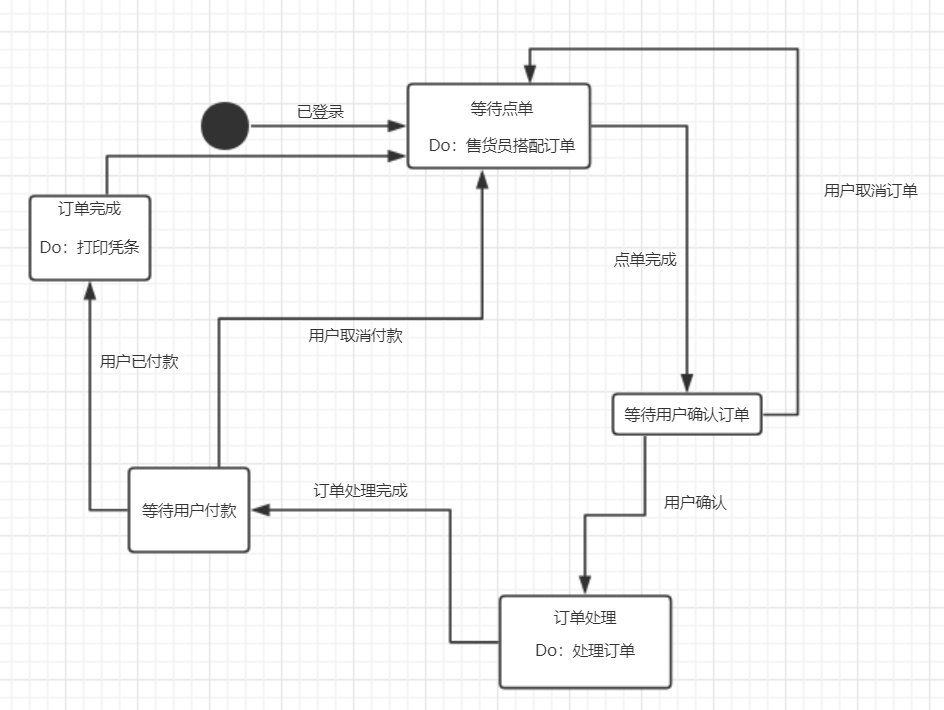 已登录
等待点单
Do：售货员搭配订单
用户取消订单
订单完成
Do：打印凭条
点单完成
用户取消付款
用户已付款
等待用户确认订单
订单处理完成
用户确认
等待用户付款
订单处理
Do：处理订单